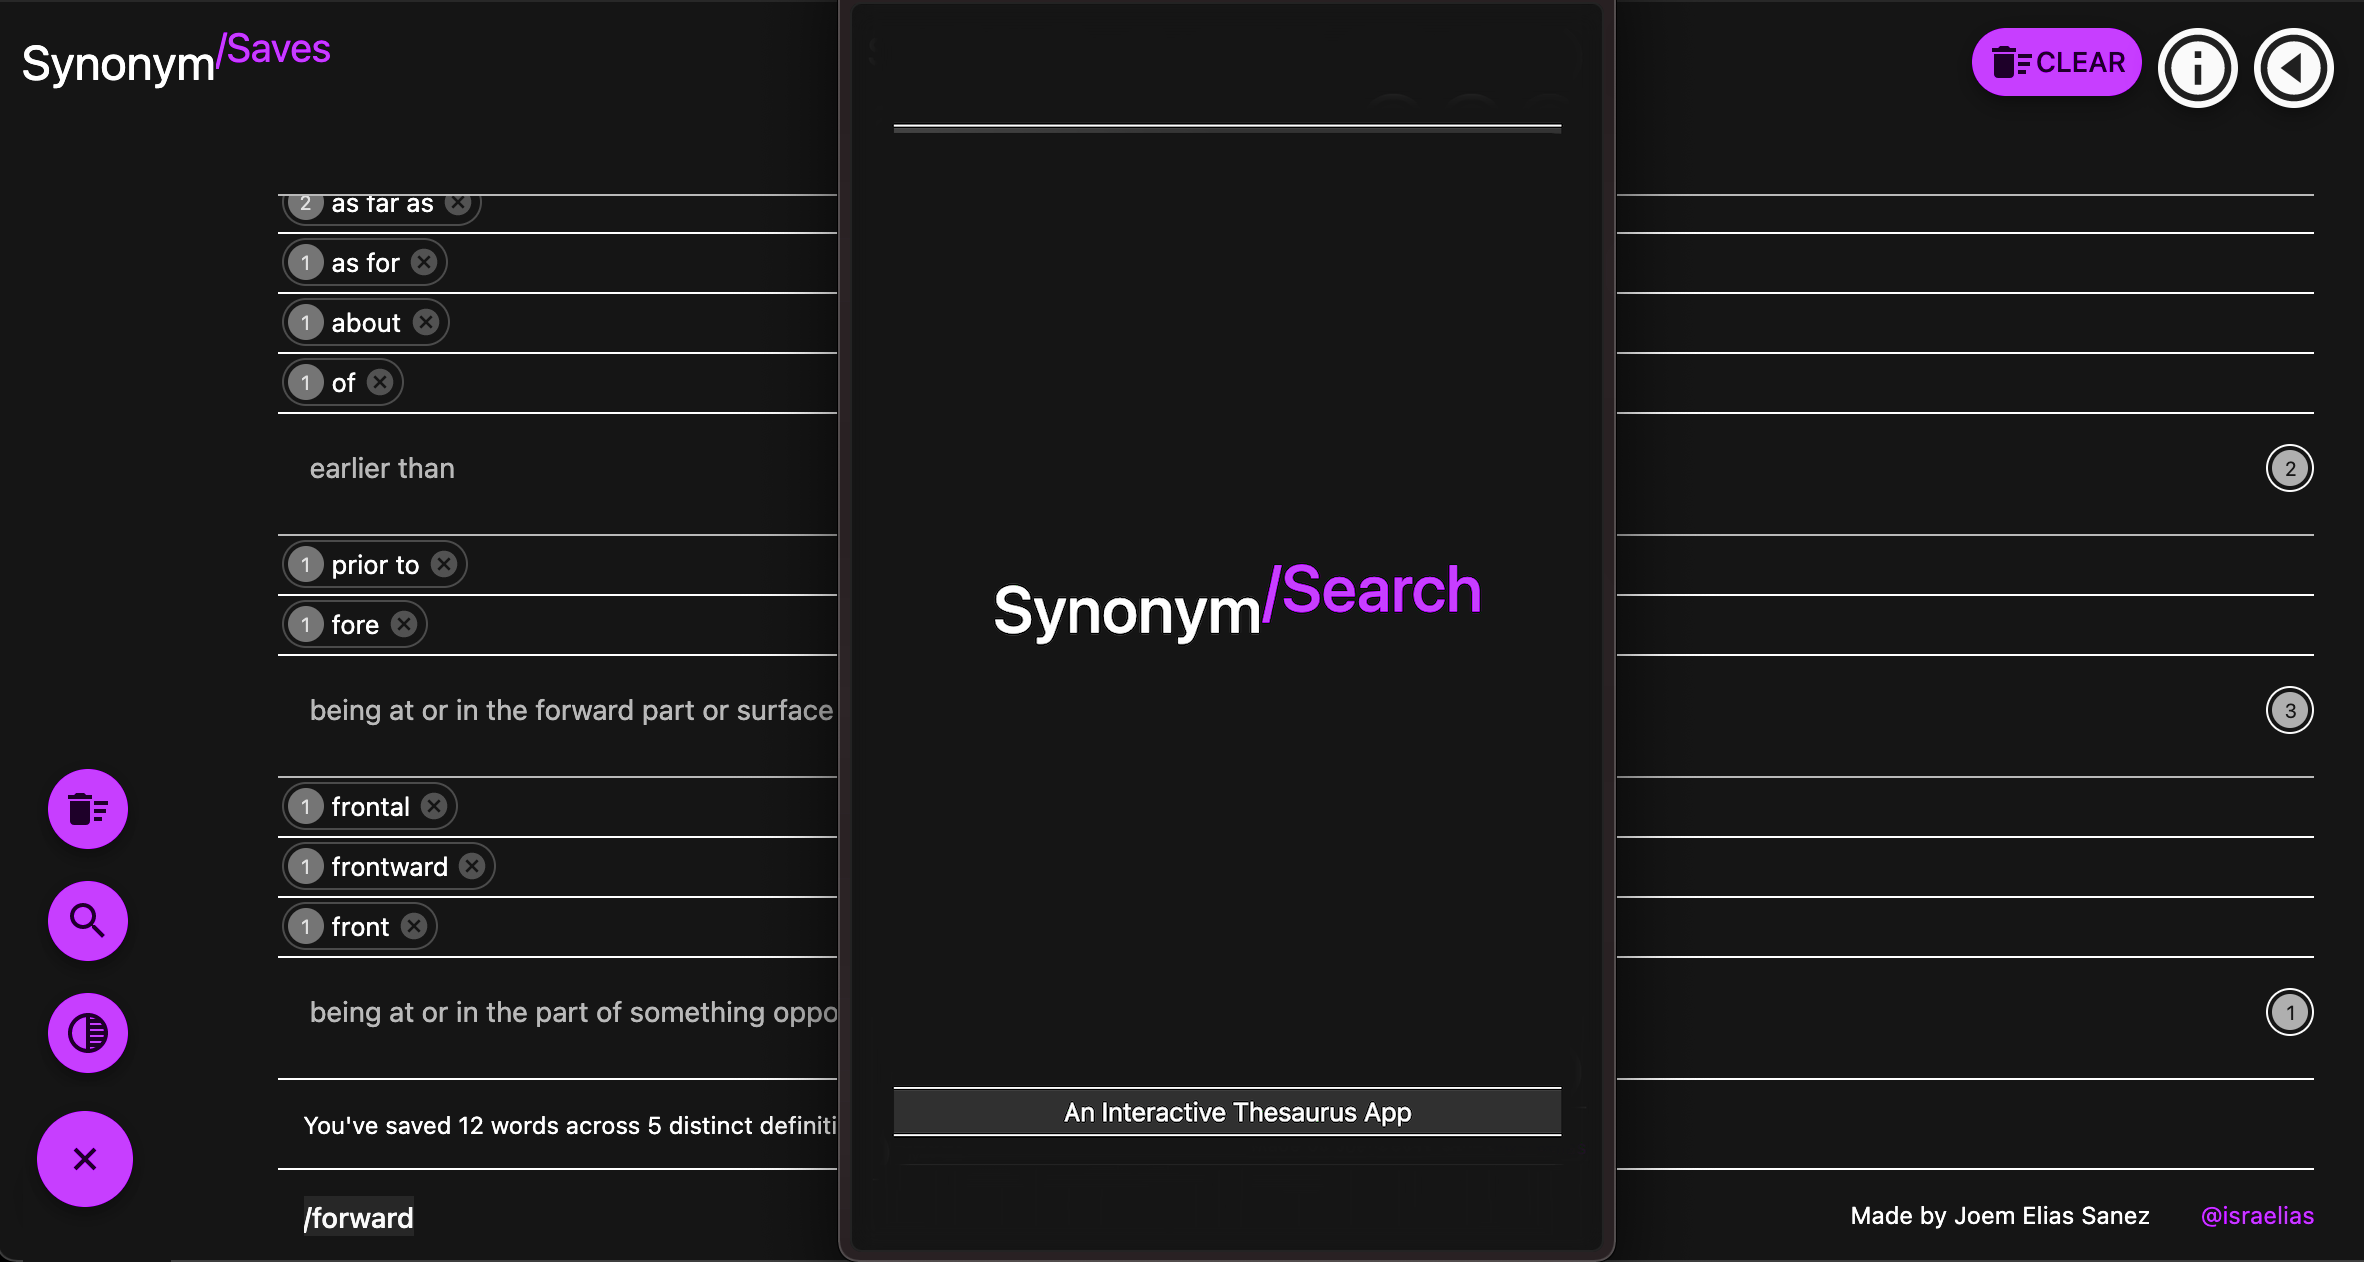 Synonym/Saves
CLEAR
2 as far as
1 as for
1 about
1 of
earlier than
2
1 prior to
1 fore
being at or in the forward part or surface
3
1 frontal
1 frontward
1 front
being at or in the part of something
1
You've saved 12 words across 5 distinct
/forward
Synonym/Search
An Interactive Thesaurus App
Made by Joem Elias Sanez
@israelias